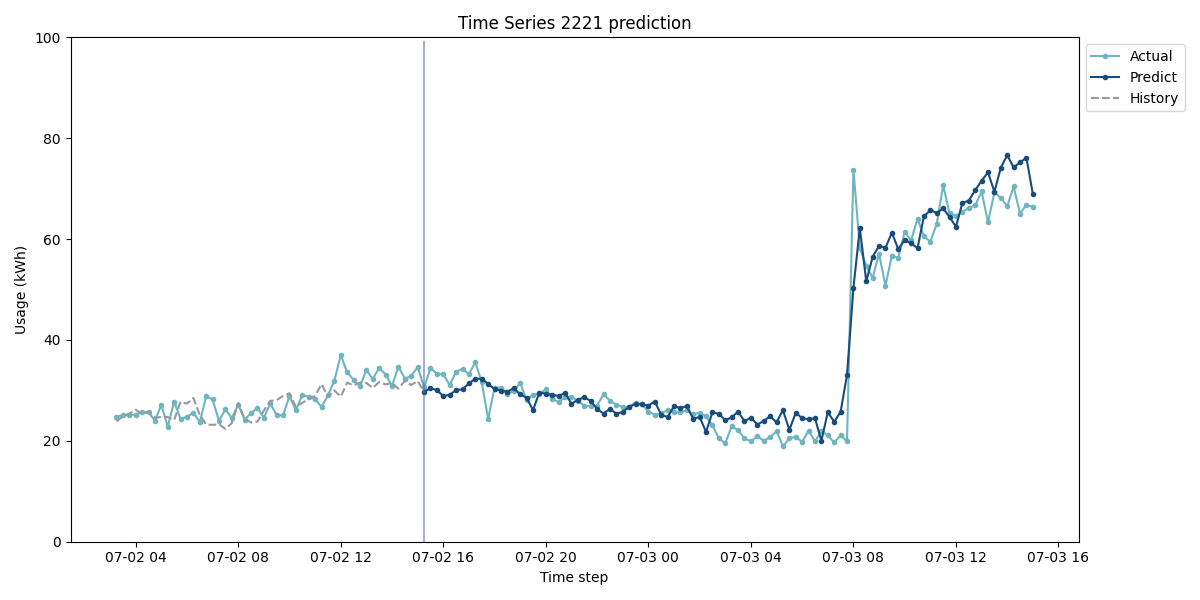 Time Series 2221 prediction
100
80
60
40
20
0
Usage (kWh)
07-02 04
07-02 08
07-02 12
07-02 16
07-02 20
07-03 00
07-03 04
07-03 08
07-03 12
07-03 16
Time step
Actual
Predict
History